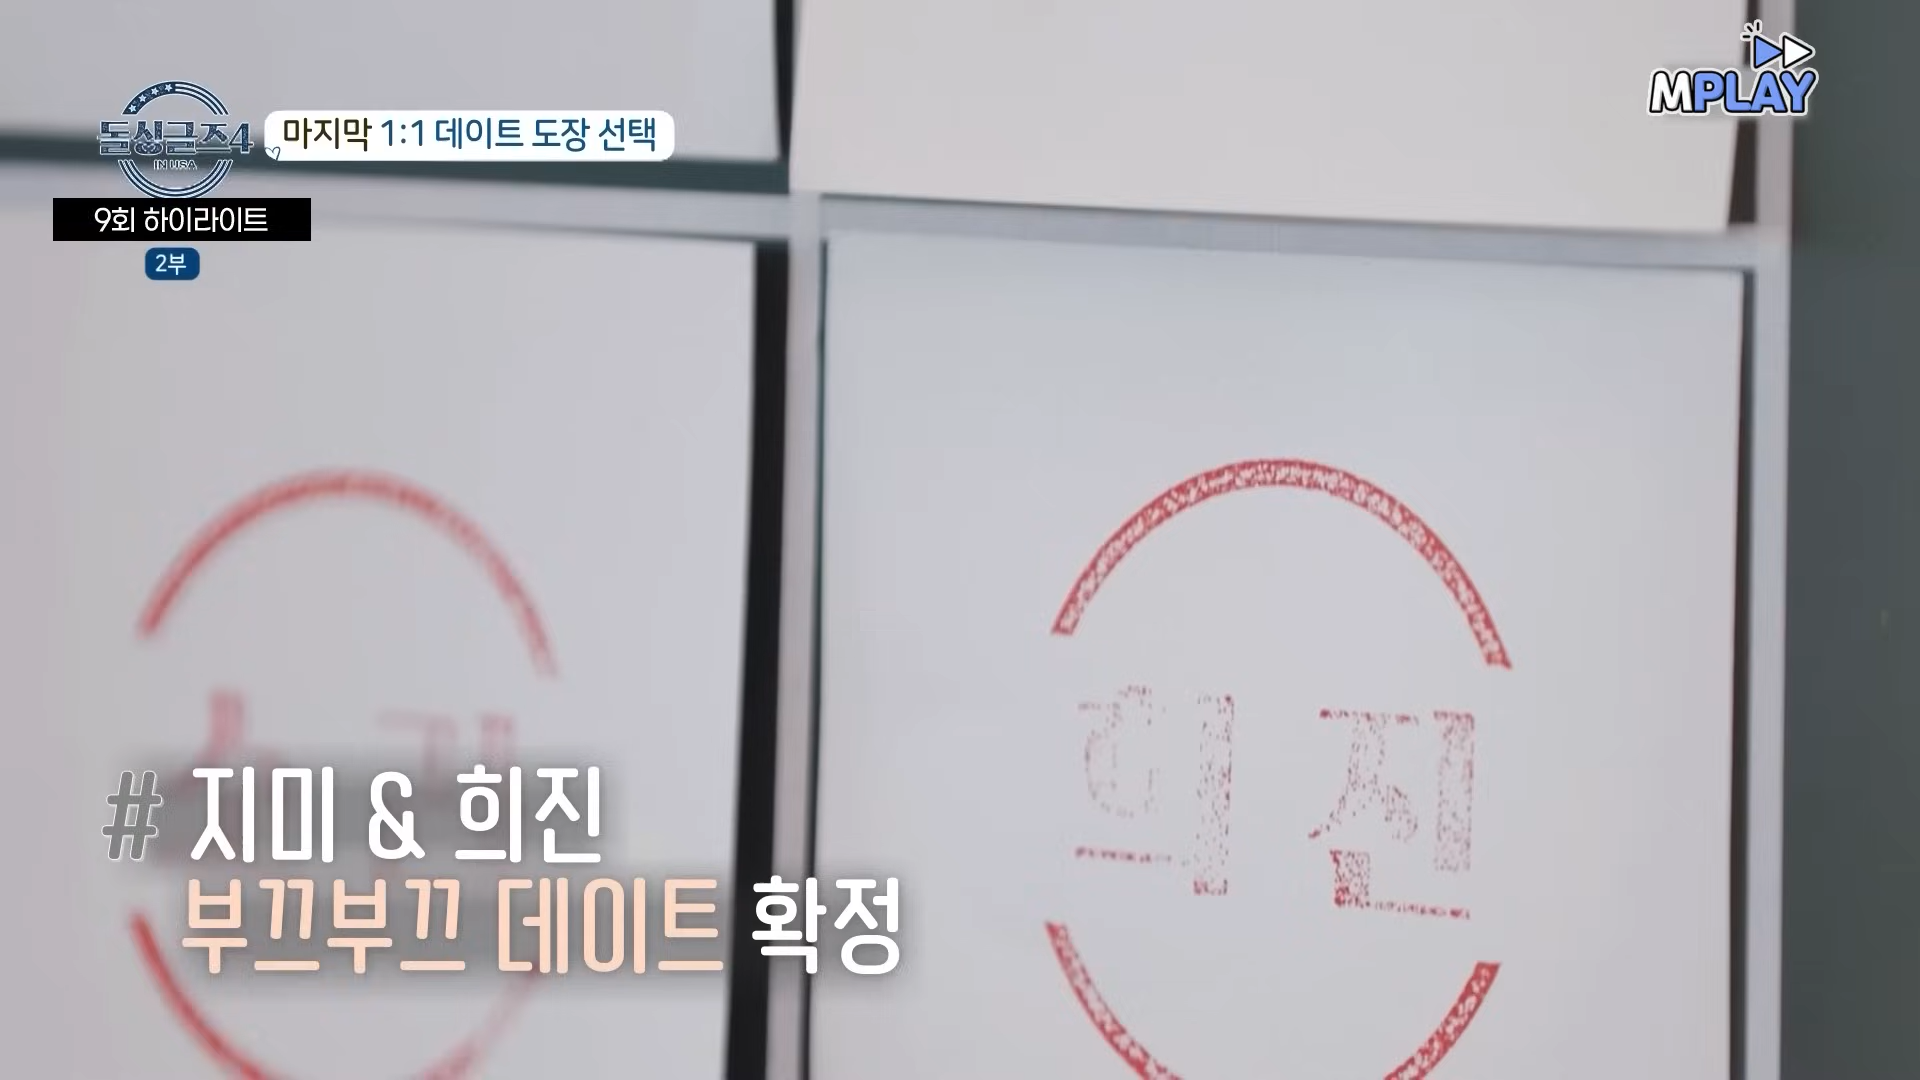 돌싱글즈4
IN USA
마지막 1:1 데이트 도장 선택
MPLAY
9회 하이라이트
2부
희진
# 지미 & 희진
부끄부끄 데이트 확정